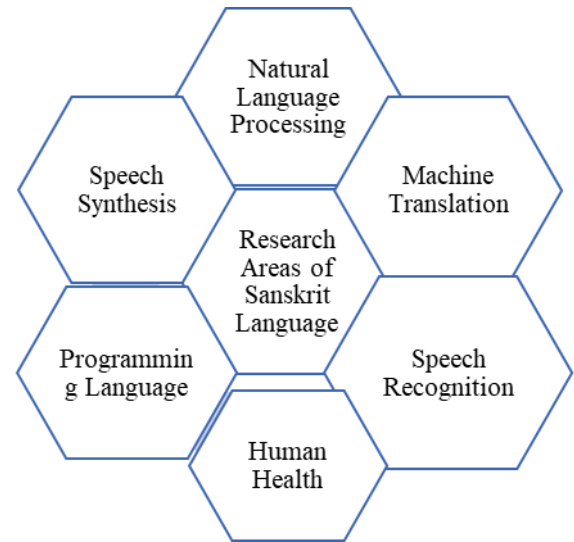 Natural
Language
Processing
Speech
Synthesis
Machine
Translation
Research
Areas of
Sanskrit
Language
Programmin
g Language
Speech
Recognition
Human
Health